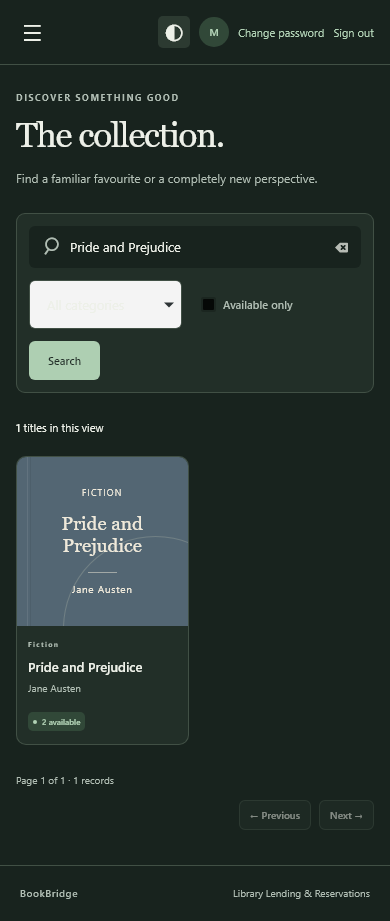 M Change password Sign out
DISCOVER SOMETHING GOOD
The collection.
Find a familiar favourite or a completely new perspective.
Pride and Prejudice
All categories
Available only
Search
1 titles in this view
FICTION
Pride and
Prejudice
Jane Austen
Fiction
Pride and Prejudice
Jane Austen
2 available
Page 1 of 1 · 1 records
← Previous Next →
BookBridge Library Lending & Reservations